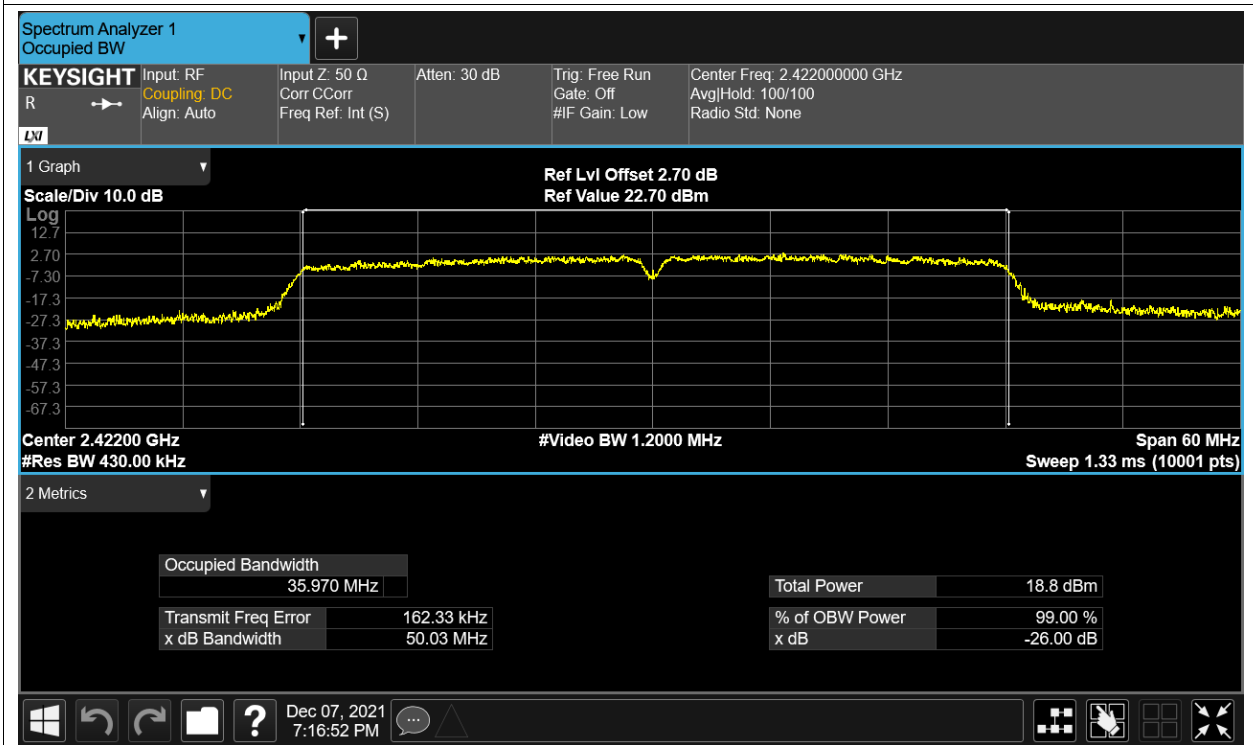 Spectrum Analyzer 1
Occupied BW
KEYSIGHT
R
LXI
Input: RF
Coupling: DC
Align: Auto
Input Z: 50 Ω
Corr CCorr
Freq Ref: Int (S)
Atten: 30 dB
Trig: Free Run
Gate: Off
#IF Gain: Low
Center Freq: 2.422000000 GHz
Avg|Hold: 100/100
Radio Std: None
1 Graph
Scale/Div 10.0 dB
Ref Lvl Offset 2.70 dB
Ref Value 22.70 dBm
Log
12.7
2.70
-7.30
-17.3
-27.3
-37.3
-47.3
-57.3
-67.3
Center 2.42200 GHz
#Video BW 1.2000 MHz
Span 60 MHz
#Res BW 430.00 kHz
Sweep 1.33 ms (10001 pts)
2 Metrics
Occupied Bandwidth
35.970 MHz
Total Power 18.8 dBm
Transmit Freq Error 162.33 kHz
% of OBW Power 99.00 %
x dB Bandwidth 50.03 MHz
x dB -26.00 dB
Dec 07, 2021
7:16:52 PM